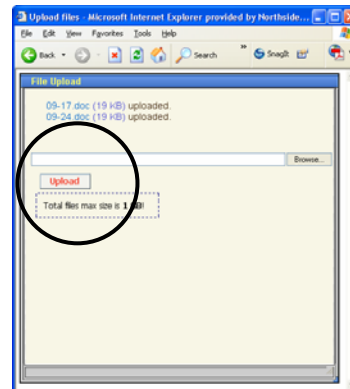 Upload files - Microsoft Internet Explorer provided by Northside...
File Edit View Favorites Tools Help
Back Search SnagIt
File Upload
09-17.doc (19 KB) uploaded.
09-24.doc (19 KB) uploaded.
Browse...
Upload
Total files max size is 1